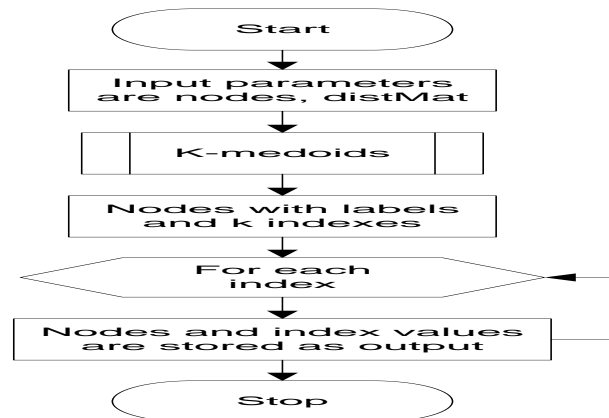 Start
Input parameters
are nodes, distMat
K-medoids
Nodes with labels
and k indexes
For each
index
Nodes and index values
are stored as output
Stop